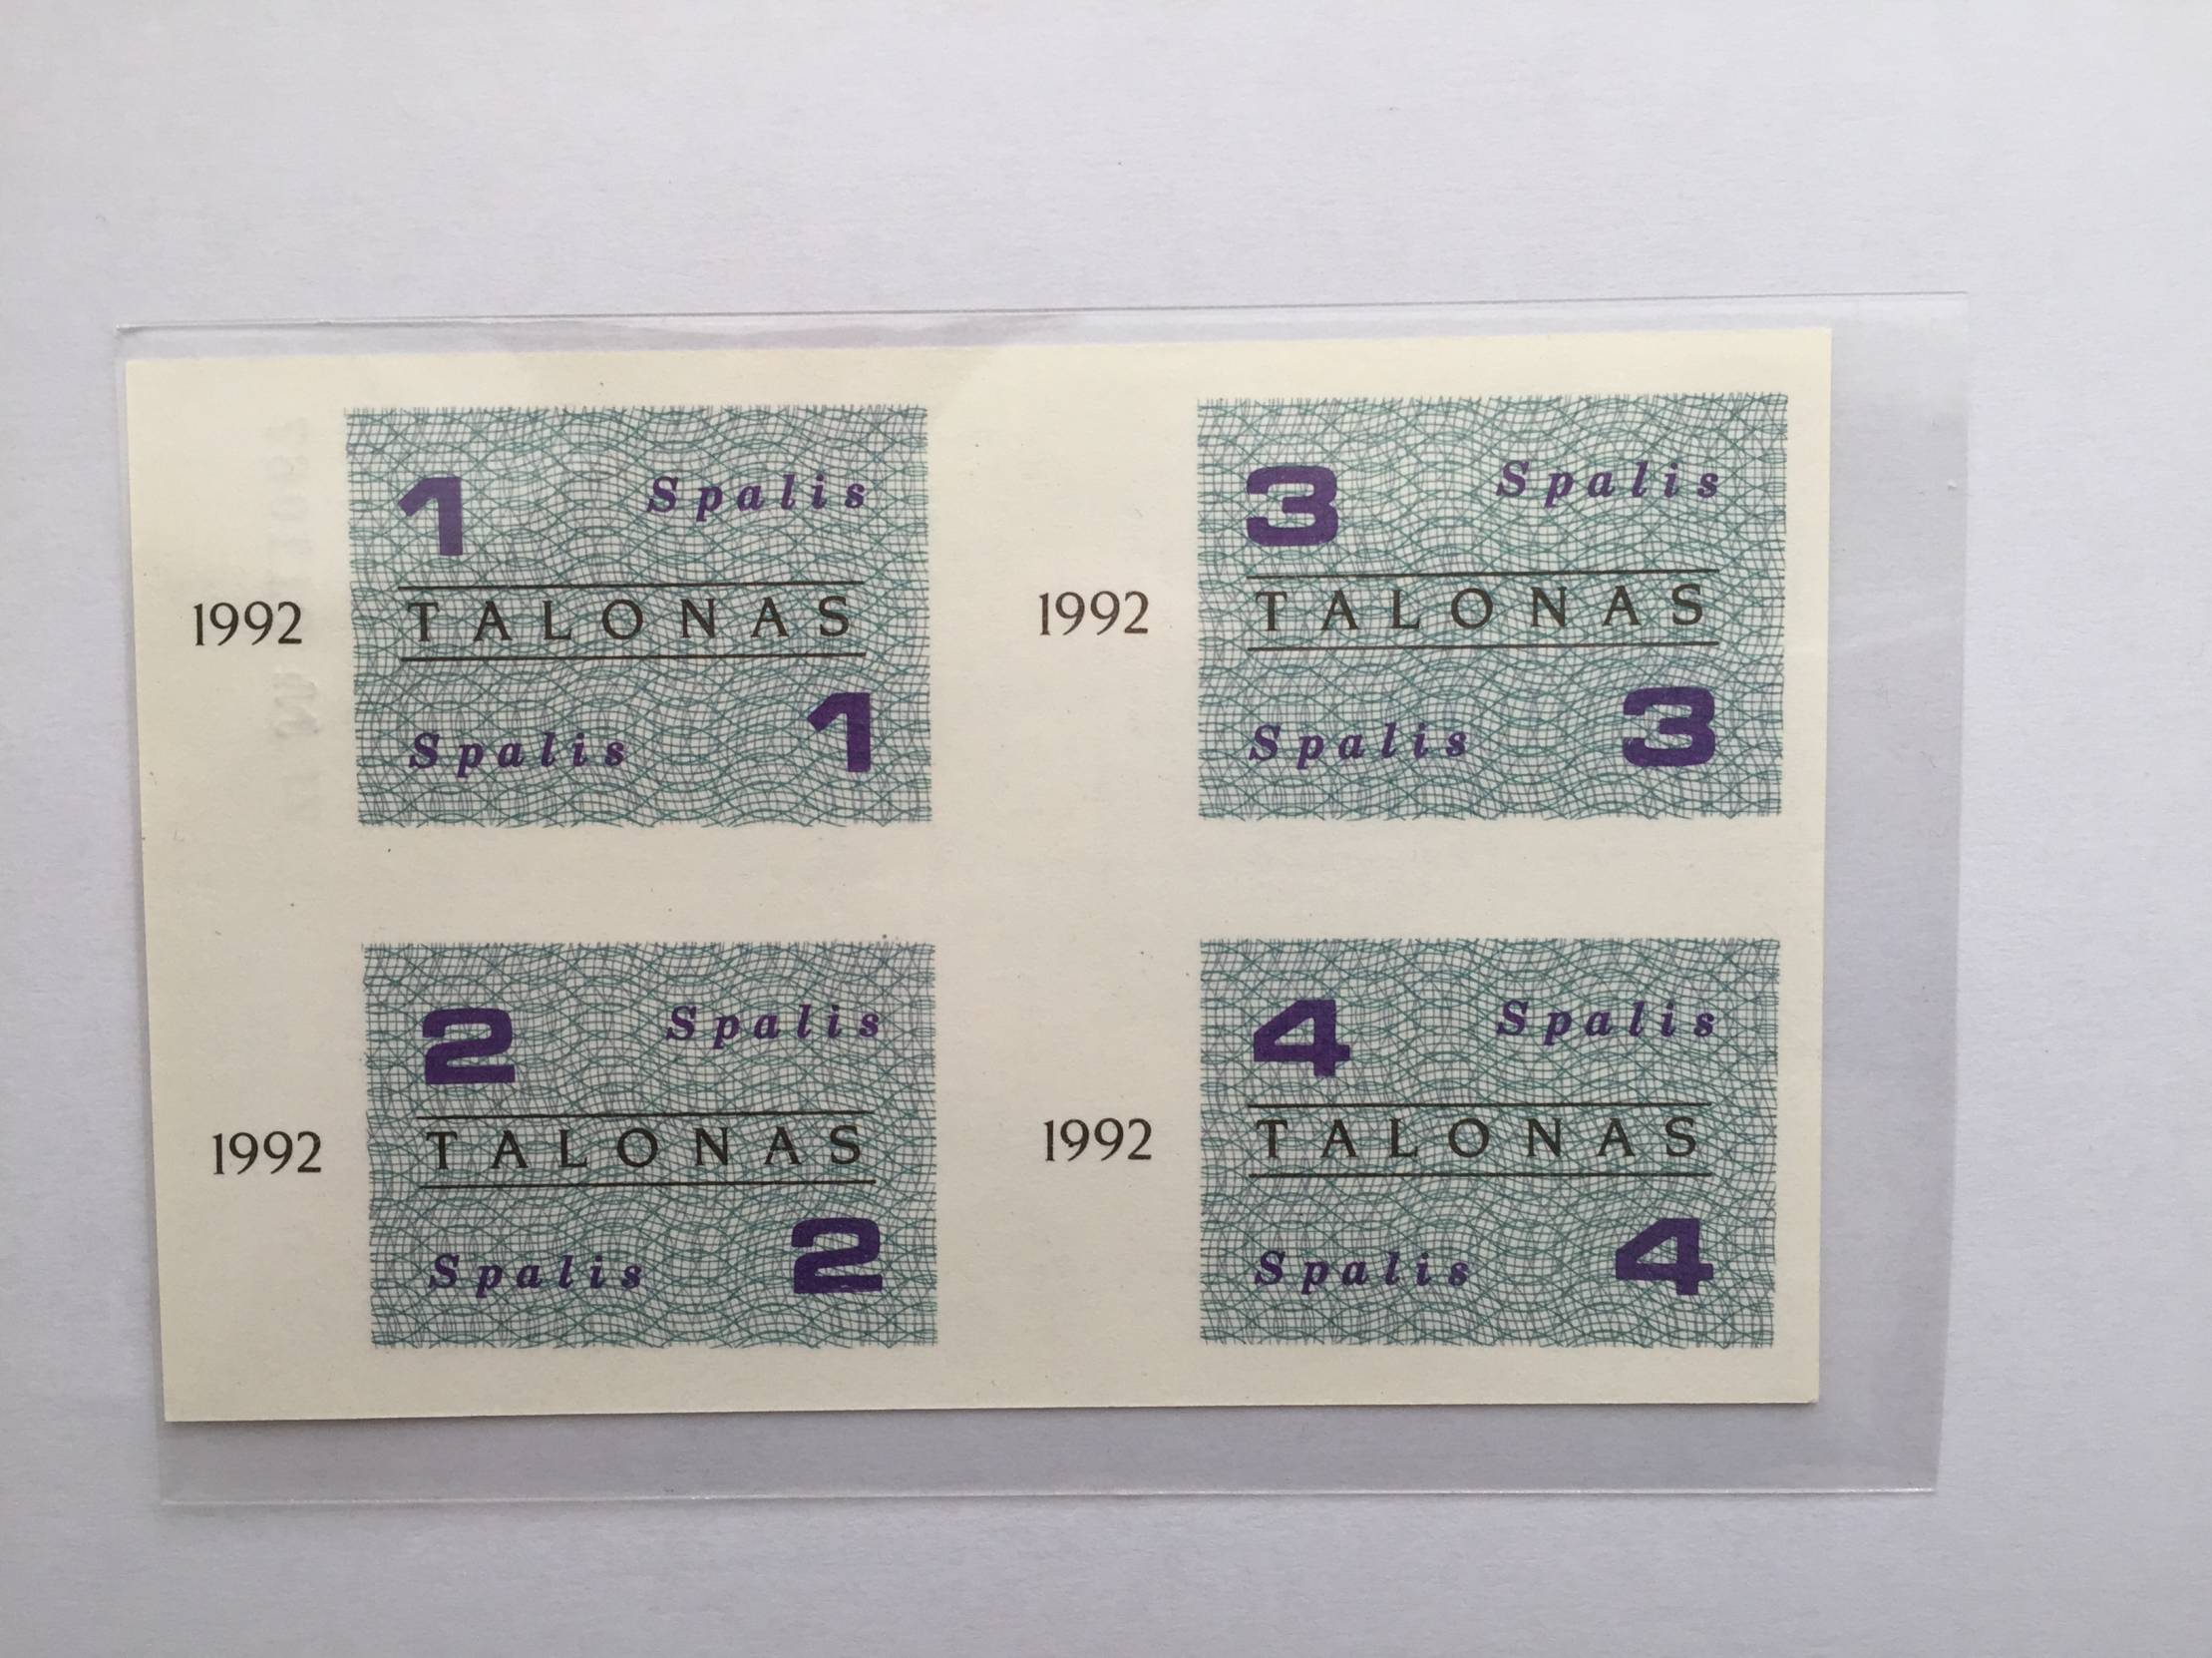 1 Spalis
1992 TALONAS
Spalis 1
3 Spalis
1992 TALONAS
Spalis 3
2 Spalis
1992 TALONAS
Spalis 2
4 Spalis
1992 TALONAS
Spalis 4